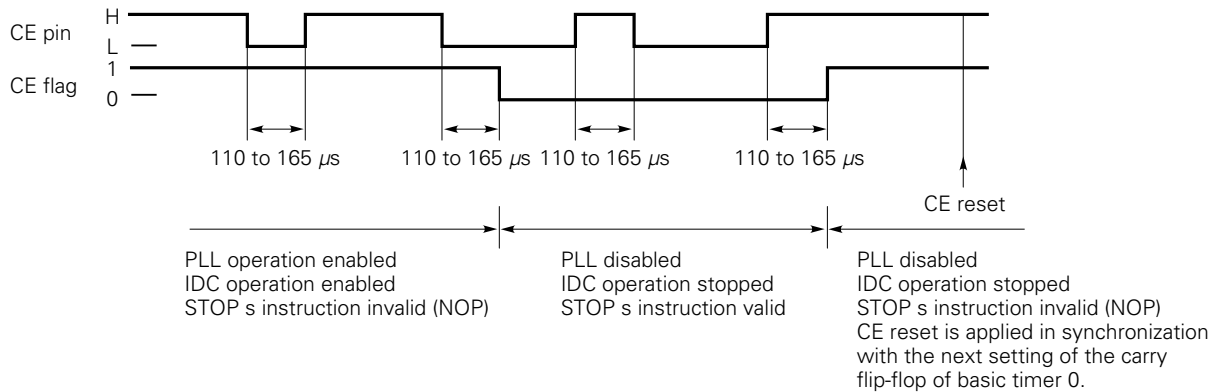 H
CE pin
L
1
CE flag
0
110 to 165 µs
110 to 165 µs
110 to 165 µs
110 to 165 µs
CE reset
PLL operation enabled
IDC operation enabled
STOP s instruction invalid (NOP)
PLL disabled
IDC operation stopped
STOP s instruction valid
PLL disabled
IDC operation stopped
STOP s instruction invalid (NOP)
CE reset is applied in synchronization
with the next setting of the carry
flip-flop of basic timer 0.